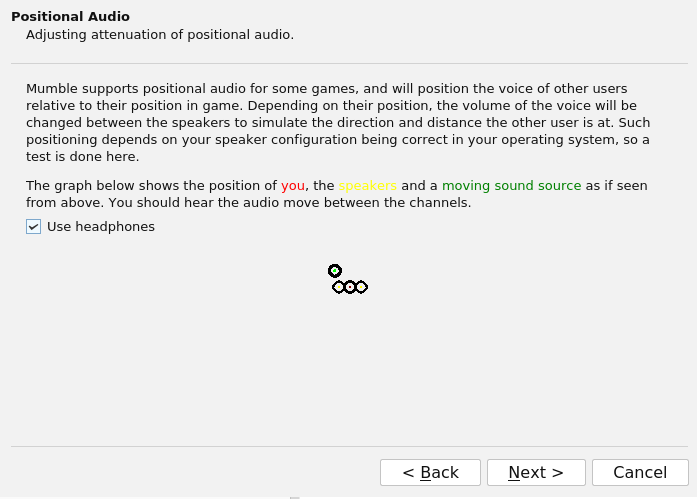 Positional Audio
Adjusting attenuation of positional audio.
Mumble supports positional audio for some games, and will position the voice of other users
relative to their position in game. Depending on their position, the volume of the voice will be
changed between the speakers to simulate the direction and distance the other user is at. Such
positioning depends on your speaker configuration being correct in your operating system, so a
test is done here.
The graph below shows the position of you, the speakers and a moving sound source as if seen
from above. You should hear the audio move between the channels.
Use headphones
< Back Next > Cancel